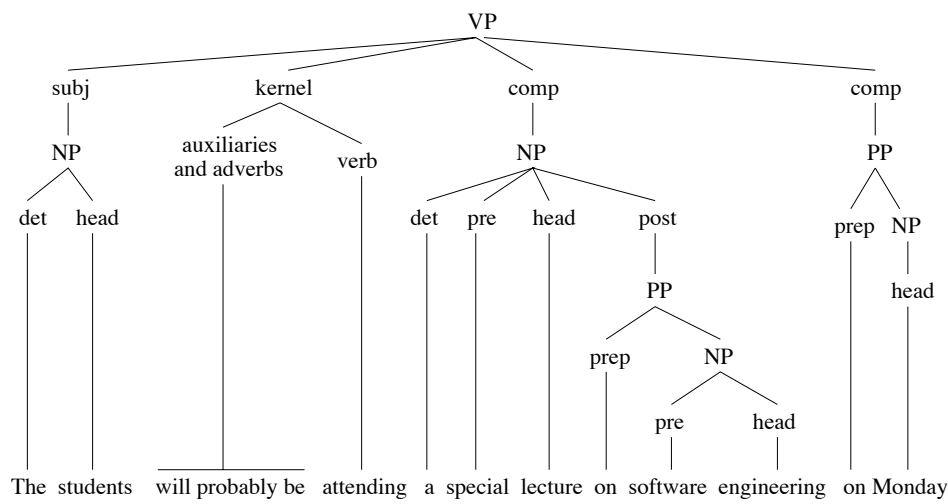 VP
subj kernel comp comp
NP auxiliaries and adverbs verb NP PP
det head det pre head post prep NP
PP head
prep NP
pre head
The students will probably be attending a special lecture on software engineering on Monday